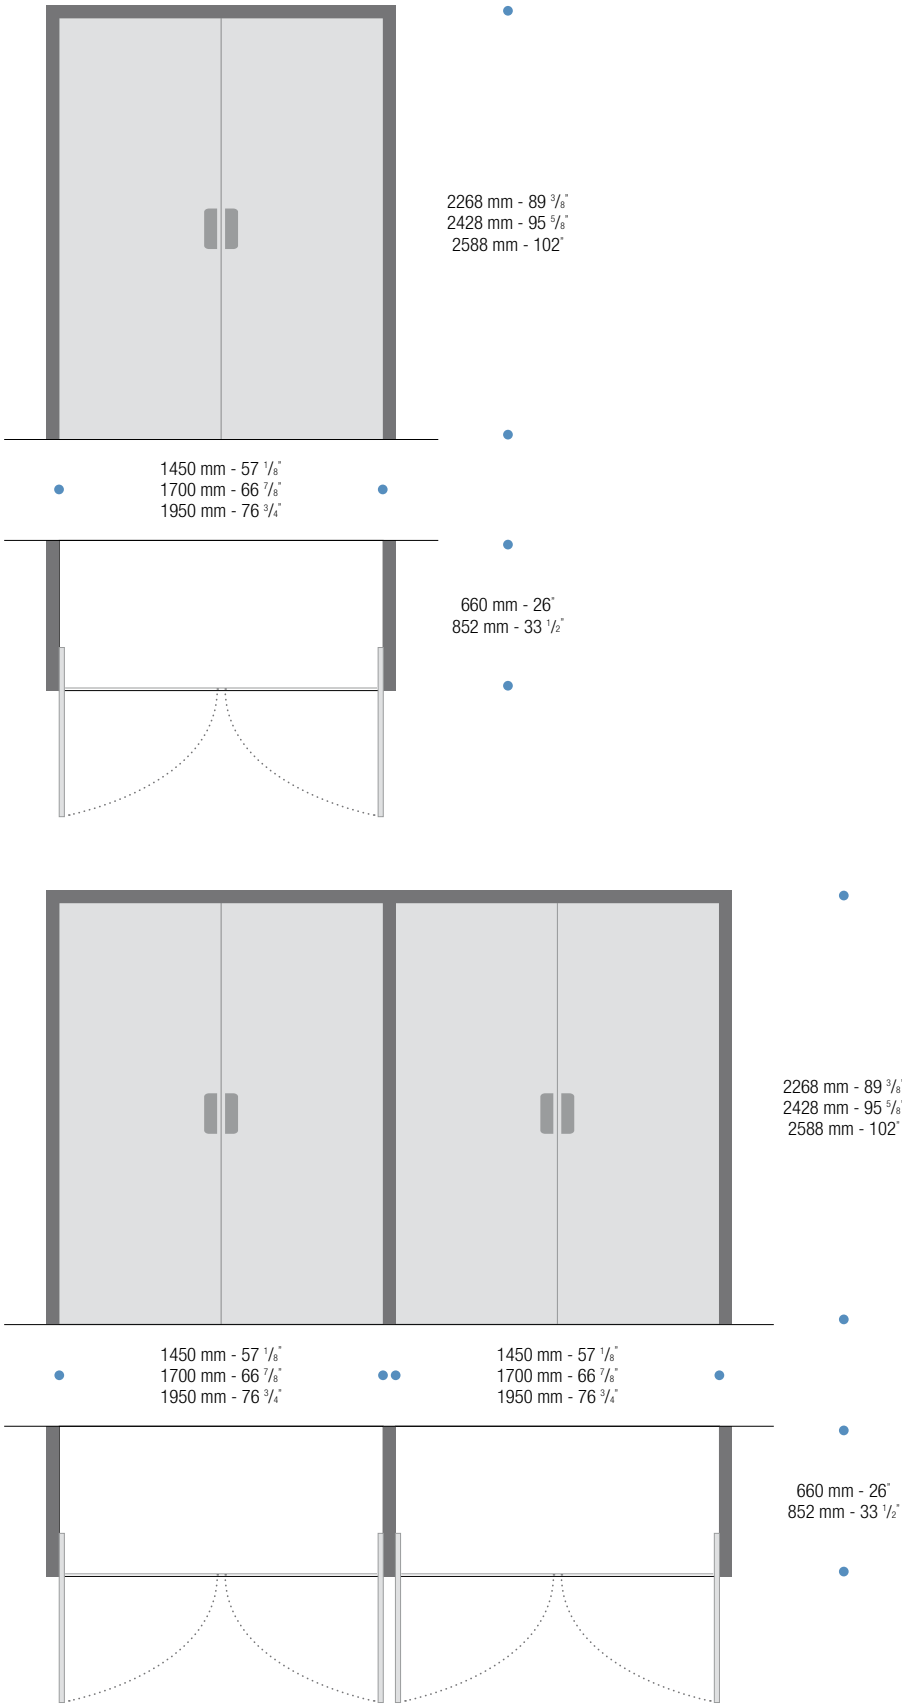 2268 mm - 89 3/8"
2428 mm - 95 5/8"
2588 mm - 102"
1450 mm - 57 1/8"
1700 mm - 66 7/8"
1950 mm - 76 3/4"
660 mm - 26"
852 mm - 33 1/2"
2268 mm - 89 3/8"
2428 mm - 95 5/8"
2588 mm - 102"
1450 mm - 57 1/8"
1700 mm - 66 7/8"
1950 mm - 76 3/4"
1450 mm - 57 1/8"
1700 mm - 66 7/8"
1950 mm - 76 3/4"
660 mm - 26"
852 mm - 33 1/2"